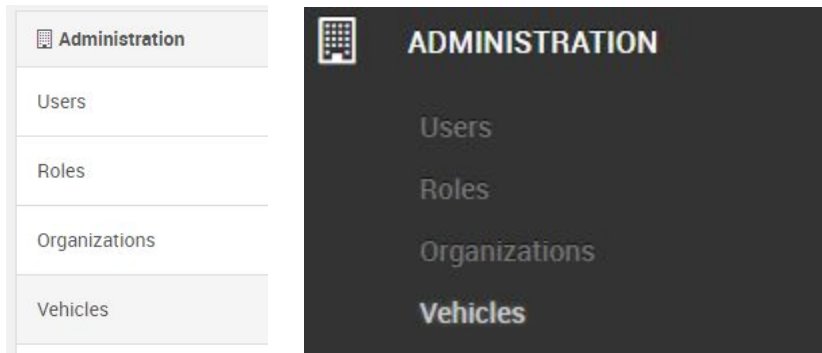 Administration
Users
Roles
Organizations
Vehicles
ADMINISTRATION
Users
Roles
Organizations
Vehicles